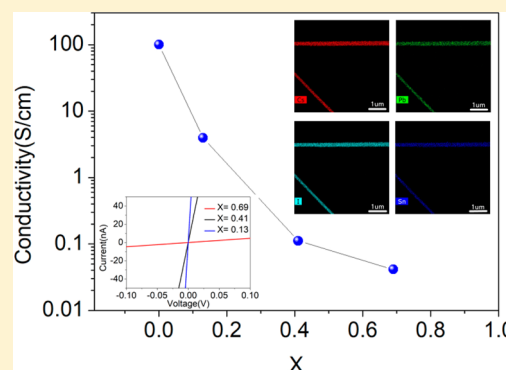 100
10
1
0.1
0.01
Conductivity(S/cm)
0.0
0.2
0.4
0.6
0.8
1.0
X
Cs
1um
Pb
1um
I
1um
Sn
1um
40
20
0
-20
-40
Current(nA)
X= 0.69
X= 0.41
X= 0.13
-0.10
-0.05
0.00
0.05
0.10
Voltage(V)